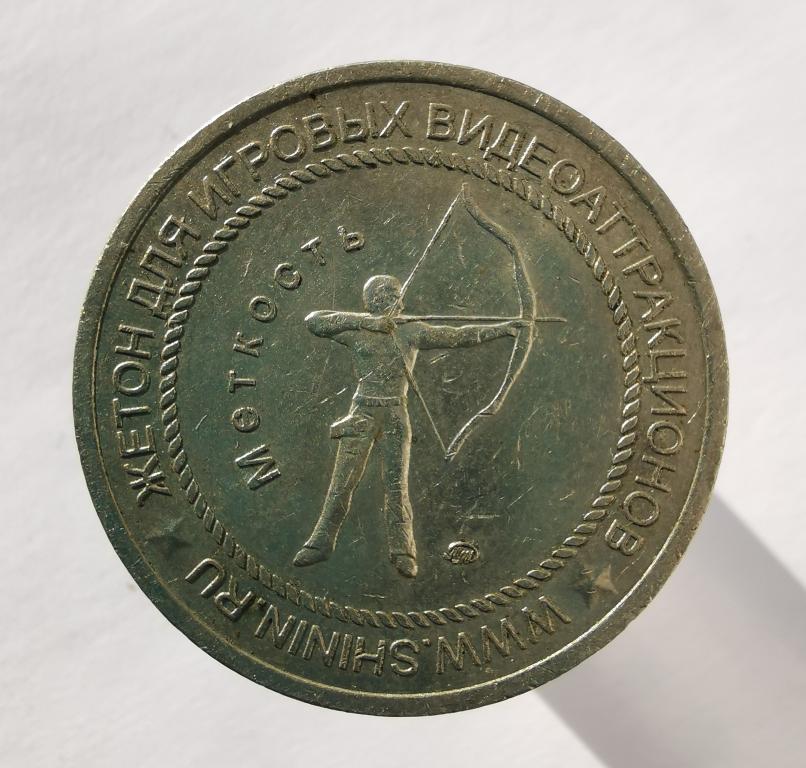 ЖЕТОН ДЛЯ ИГРОВЫХ ВИДЕОАТТРАКЦИОНОВ
Меткость
WWW.SHININ.RU